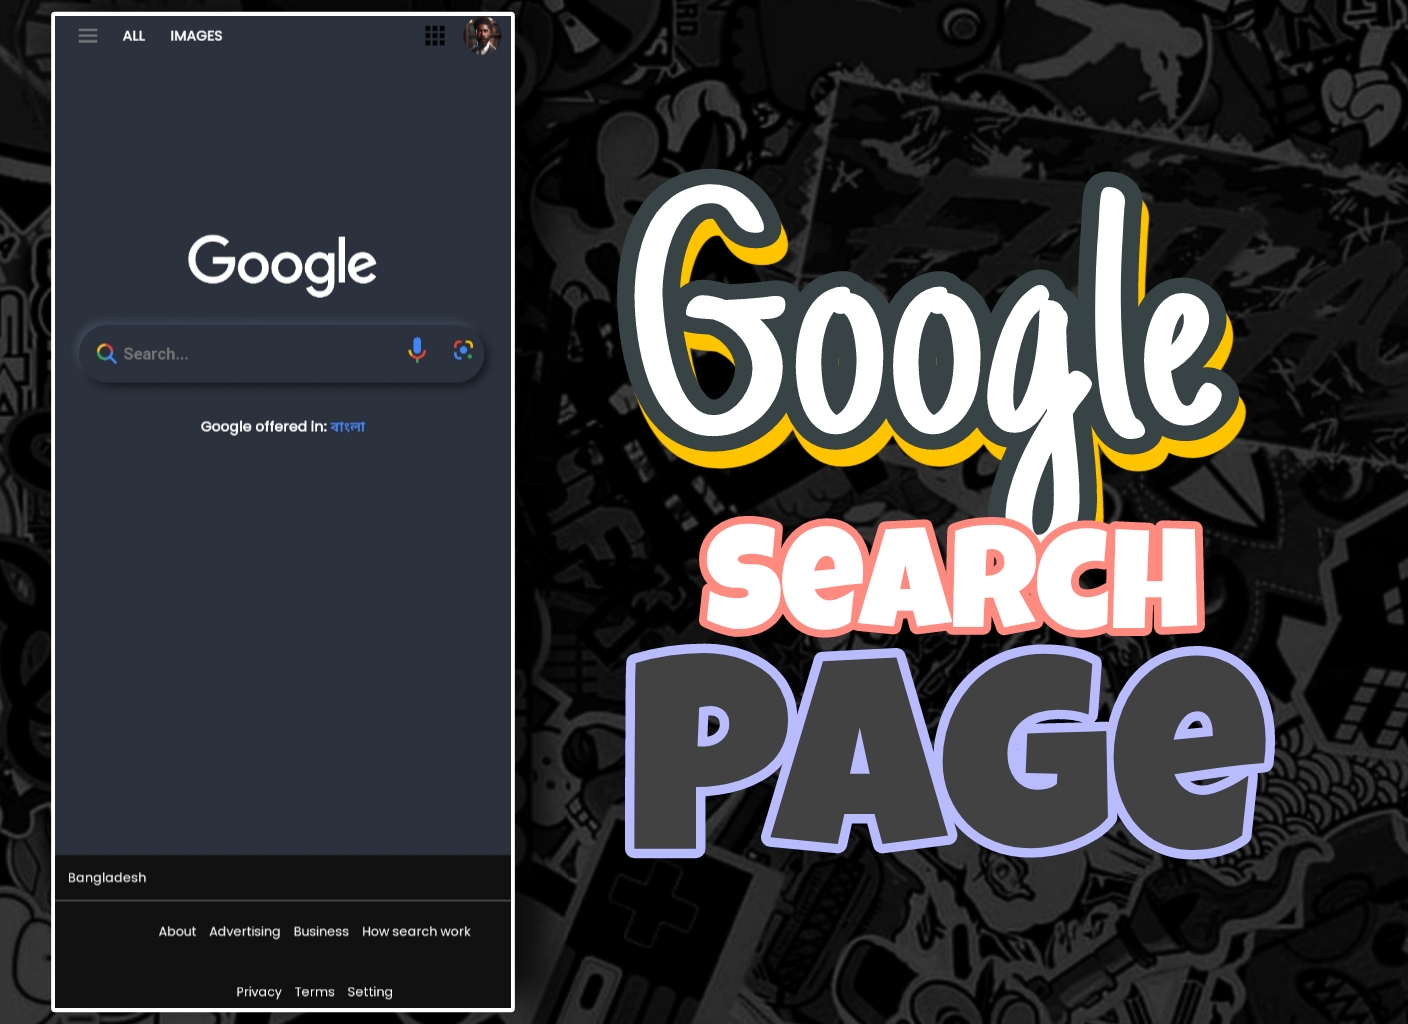 ALL IMAGES
Google
Search...
Google offered in: বাংলা
Bangladesh
About Advertising Business How search work
Privacy Terms Setting
Google
SeARCH
PAGe